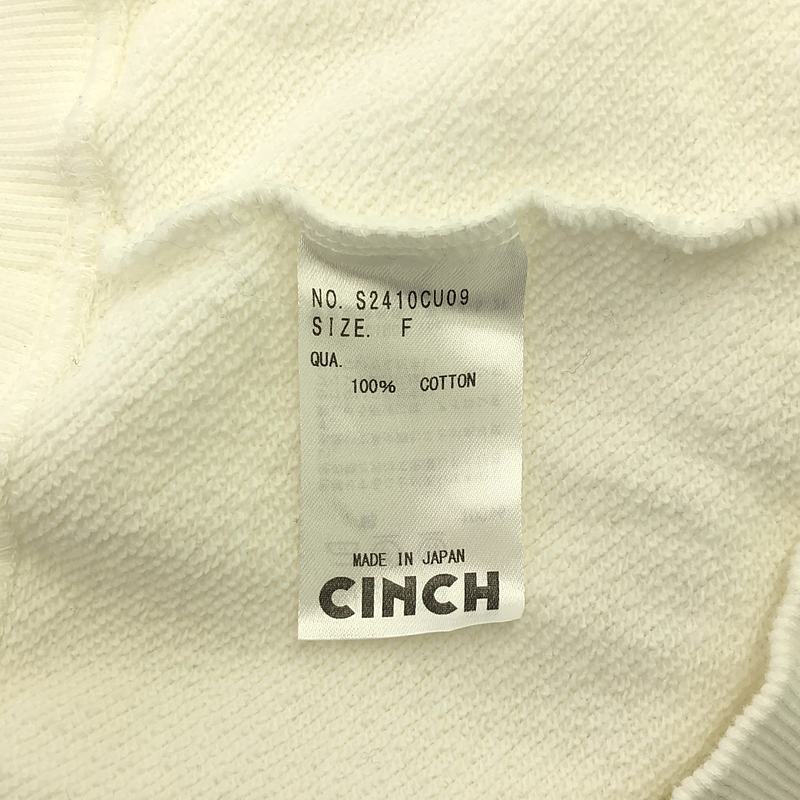 NO. S2410CU09
SIZE. F
QUA.
100% COTTON
MADE IN JAPAN
CINCH